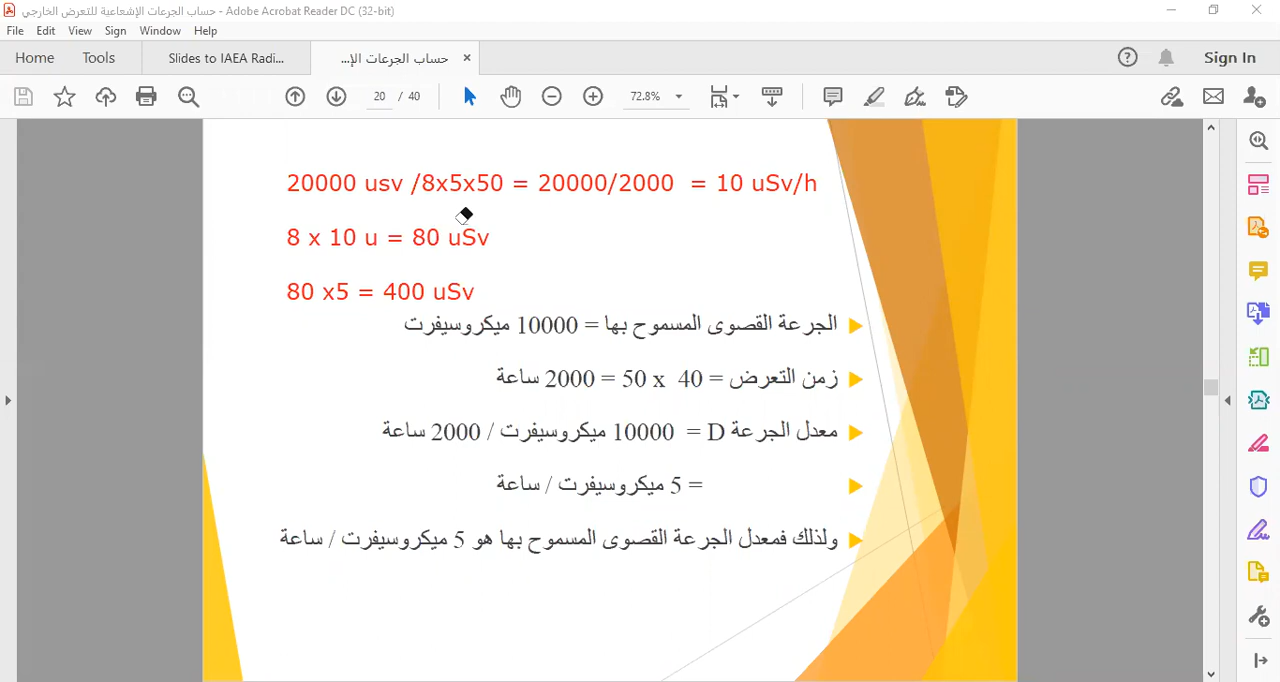 حساب الجرعات الإشعاعية للتعرض الخارجي - Adobe Acrobat Reader DC (32-bit)
File Edit View Sign Window Help
Home Tools Slides to IAEA Radi... حساب الجرعات الإ... × Sign In
20 / 40 72.8%
20000 usv /8x5x50 = 20000/2000 = 10 uSv/h
8 x 10 u = 80 uSv
80 x5 = 400 uSv
الجرعة القصوى المسموح بها = 10000 ميكروسيفرت
زمن التعرض = 40 x 50 = 2000 ساعة
معدل الجرعة D = 10000 ميكروسيفرت / 2000 ساعة
= 5 ميكروسيفرت / ساعة
ولذلك فمعدل الجرعة القصوى المسموح بها هو 5 ميكروسيفرت / ساعة